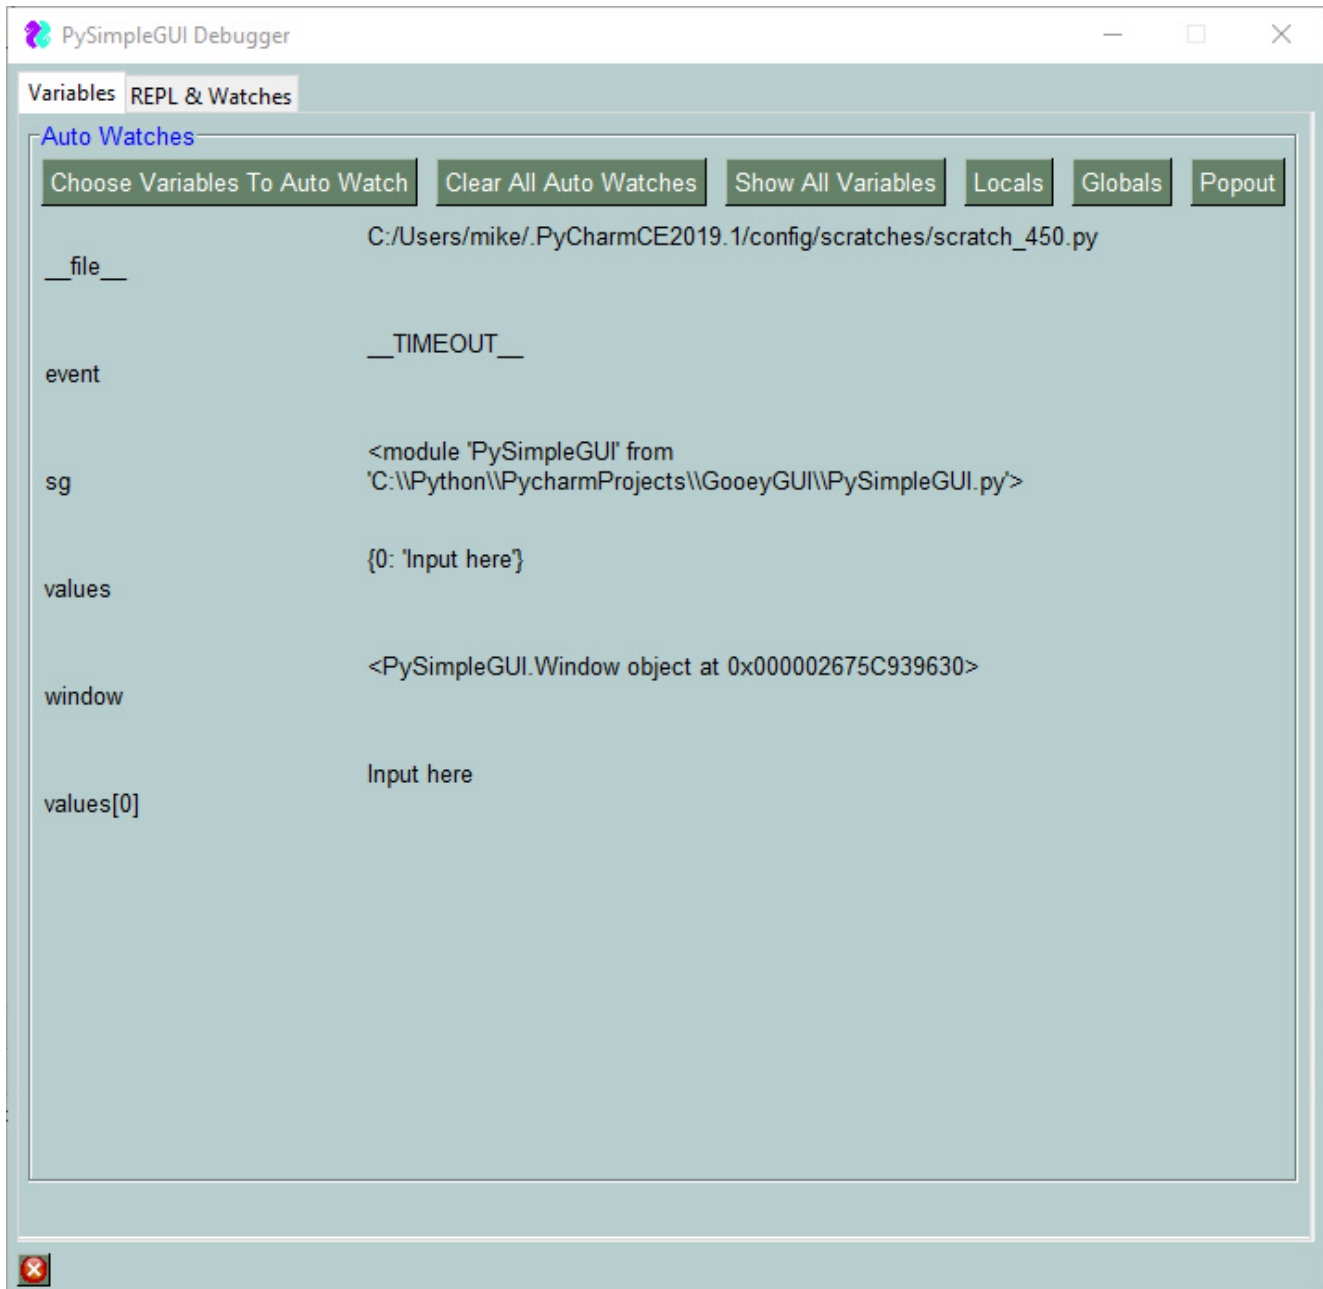 PySimpleGUI Debugger
Variables REPL & Watches
Auto Watches
Choose Variables To Auto Watch Clear All Auto Watches Show All Variables Locals Globals Popout
C:/Users/mike/.PyCharmCE2019.1/config/scratches/scratch_450.py
__file__
__TIMEOUT__
event
<module 'PySimpleGUI' from
sg 'C:\\Python\\PycharmProjects\\GooeyGUI\\PySimpleGUI.py'>
{0: 'Input here'}
values
<PySimpleGUI.Window object at 0x000002675C939630>
window
Input here
values[0]